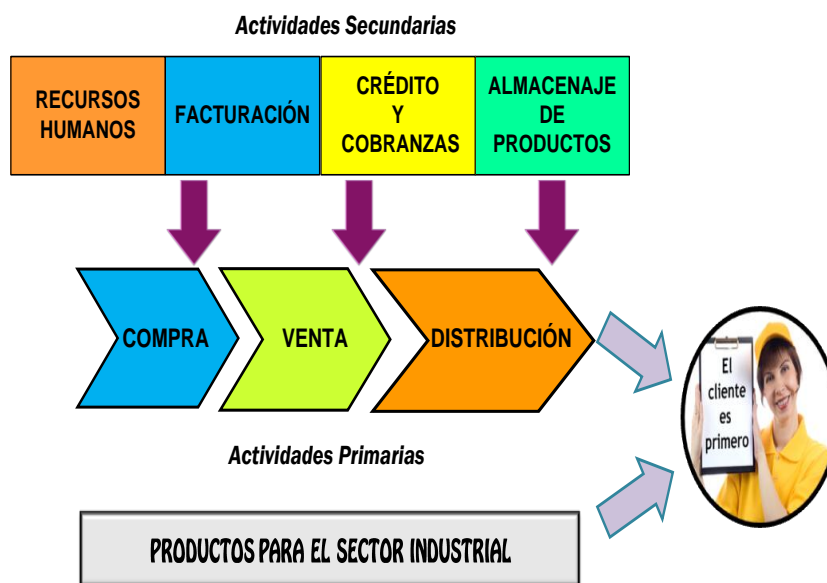 Actividades Secundarias
RECURSOS
HUMANOS
FACTURACIÓN
CRÉDITO
Y
COBRANZAS
ALMACENAJE
DE
PRODUCTOS
COMPRA
VENTA
DISTRIBUCIÓN
El
cliente
es
primero
Actividades Primarias
PRODUCTOS PARA EL SECTOR INDUSTRIAL